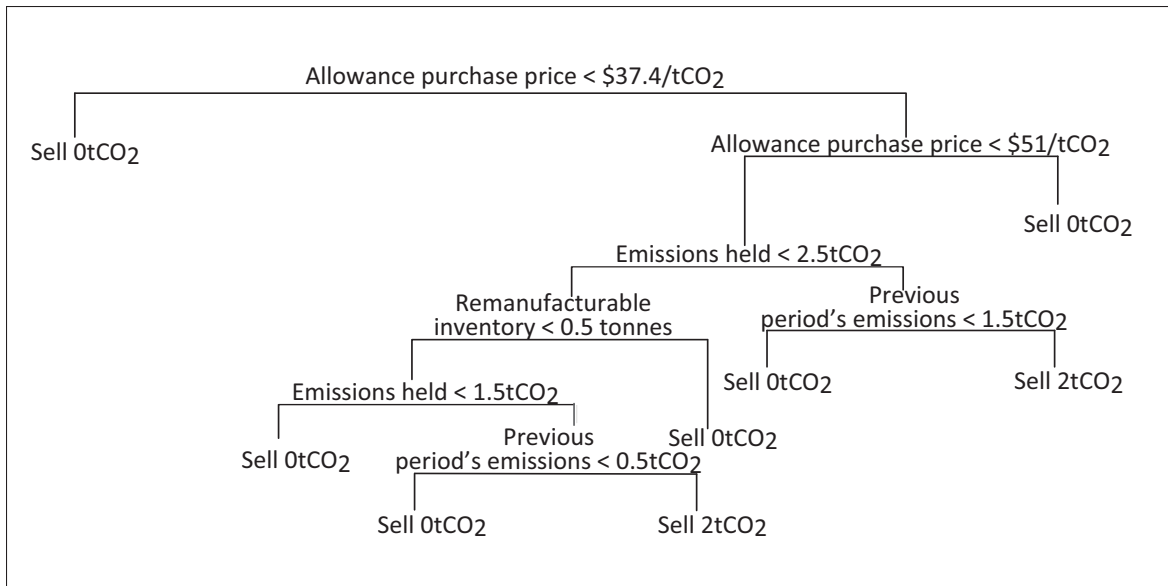 Allowance purchase price < $37.4/tCO2
Sell 0tCO2
Allowance purchase price < $51/tCO2
Sell 0tCO2
Emissions held < 2.5tCO2
Remanufacturable
inventory < 0.5 tonnes
Previous
period's emissions < 1.5tCO2
Sell 0tCO2
Sell 2tCO2
Emissions held < 1.5tCO2
Sell 0tCO2
Sell 0tCO2
Previous
period's emissions < 0.5tCO2
Sell 0tCO2
Sell 2tCO2